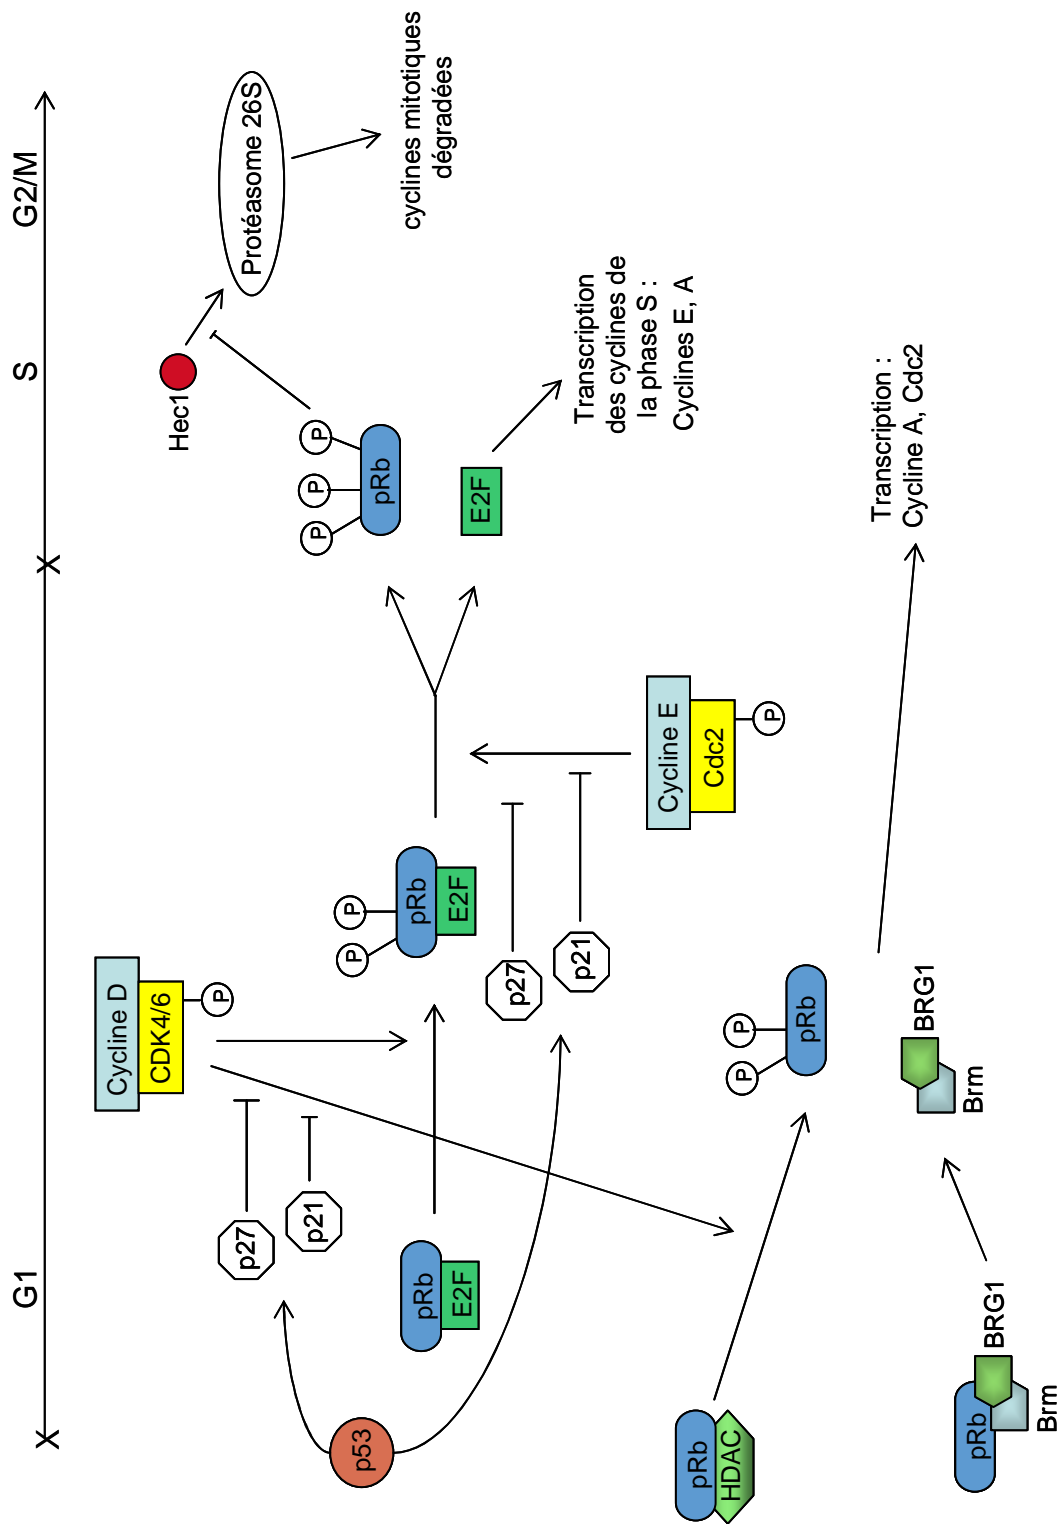 G1
S
G2/M
Cycline D
CDK4/6
P
Hec1
Protéasome 26S
p27
p21
P
P
P
P
P
pRb
cyclines mitotiques
dégradées
p53
pRb
E2F
pRb
E2F
E2F
Transcription
des cyclines de
la phase S :
Cyclines E, A
p27
p21
Cycline E
Cdc2
P
pRb
HDAC
P
P
pRb
Transcription :
Cycline A, Cdc2
pRb
BRG1
Brm
BRG1
Brm